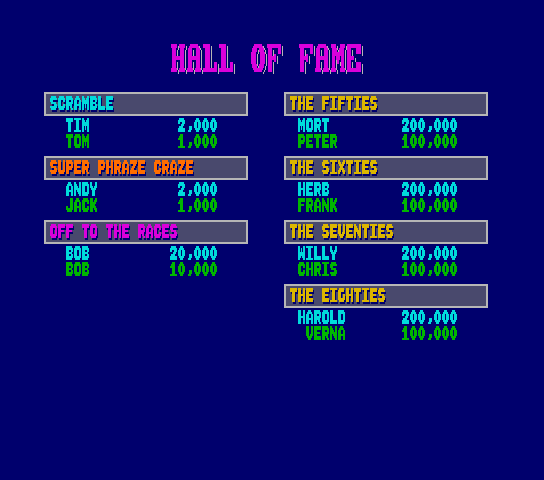 HALL OF FAME
SCRAMBLE
TIM 2,000
TOM 1,000
SUPER PHRAZE CRAZE
ANDY 2,000
JACK 1,000
OFF TO THE RACES
BOB 20,000
BOB 10,000
THE FIFTIES
MORT 200,000
PETER 100,000
THE SIXTIES
HERB 200,000
FRANK 100,000
THE SEVENTIES
WILLY 200,000
CHRIS 100,000
THE EIGHTIES
HAROLD 200,000
VERNA 100,000